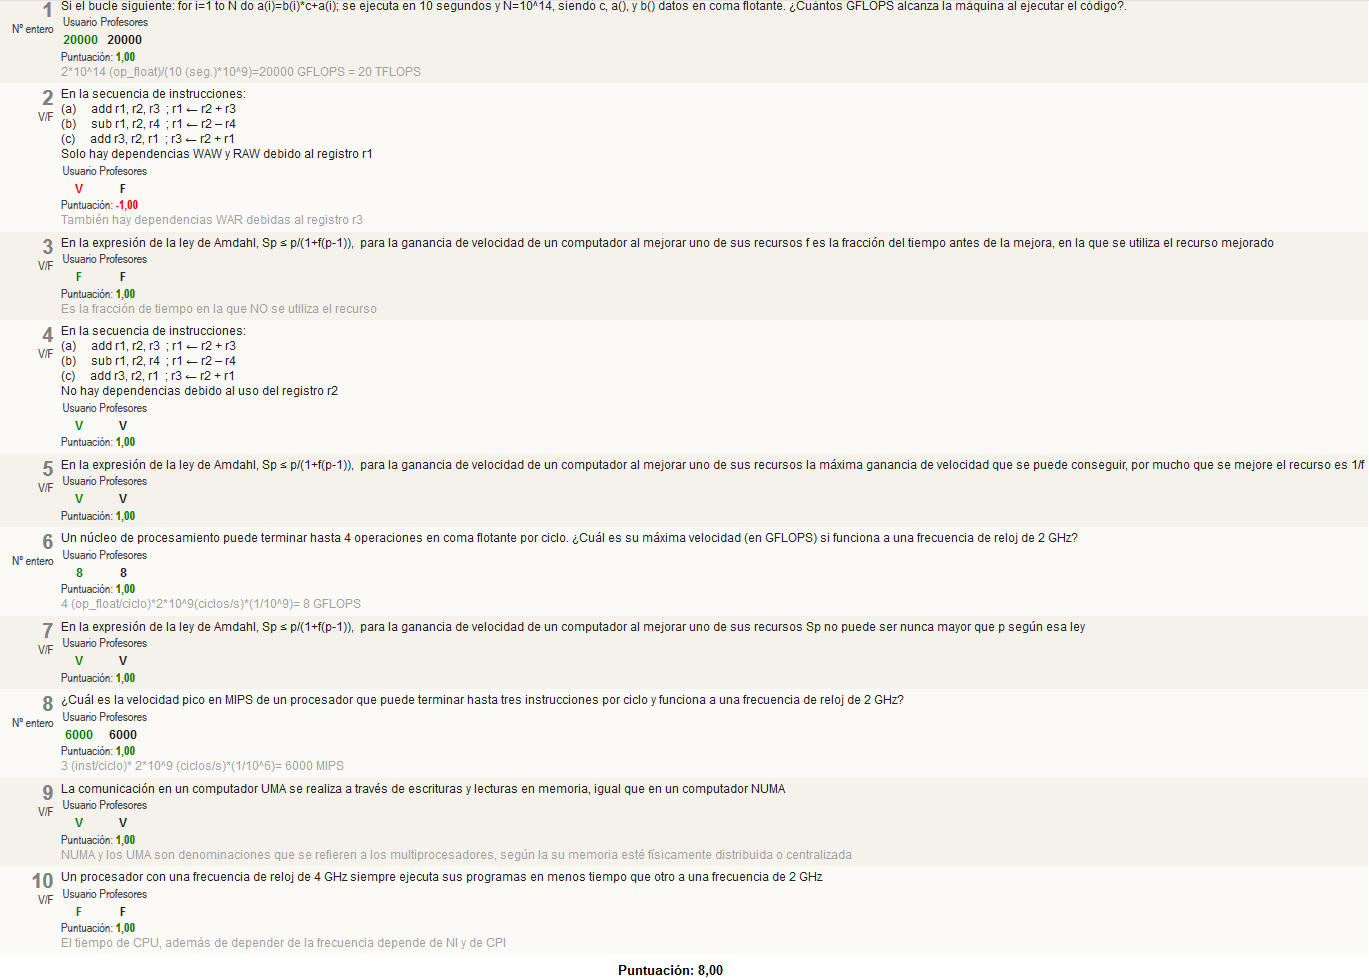 1 Si el bucle siguiente: for i=1 to N do a(i)=b(i)*c+a(i); se ejecuta en 10 segundos y N=10^14, siendo c, a(), y b() datos en coma flotante. ¿Cuántos GFLOPS alcanza la máquina al ejecutar el código?.
Nº entero Usuario Profesores
20000 20000
Puntuación: 1,00
2*10^14 (op_float)/(10 (seg.)*10^9)=20000 GFLOPS = 20 TFLOPS
2 En la secuencia de instrucciones:
V/F (a) add r1, r2, r3 ; r1 ← r2 + r3
(b) sub r1, r2, r4 ; r1 ← r2 – r4
(c) add r3, r2, r1 ; r3 ← r2 + r1
Solo hay dependencias WAW y RAW debido al registro r1
Usuario Profesores
V F
Puntuación: -1,00
También hay dependencias WAR debidas al registro r3
3 En la expresión de la ley de Amdahl, Sp ≤ p/(1+f(p-1)), para la ganancia de velocidad de un computador al mejorar uno de sus recursos f es la fracción del tiempo antes de la mejora, en la que se utiliza el recurso mejorado
V/F Usuario Profesores
F F
Puntuación: 1,00
Es la fracción de tiempo en la que NO se utiliza el recurso
4 En la secuencia de instrucciones:
V/F (a) add r1, r2, r3 ; r1 ← r2 + r3
(b) sub r1, r2, r4 ; r1 ← r2 – r4
(c) add r3, r2, r1 ; r3 ← r2 + r1
No hay dependencias debido al uso del registro r2
Usuario Profesores
V V
Puntuación: 1,00
5 En la expresión de la ley de Amdahl, Sp ≤ p/(1+f(p-1)), para la ganancia de velocidad de un computador al mejorar uno de sus recursos la máxima ganancia de velocidad que se puede conseguir, por mucho que se mejore el recurso es 1/f
V/F Usuario Profesores
V V
Puntuación: 1,00
6 Un núcleo de procesamiento puede terminar hasta 4 operaciones en coma flotante por ciclo. ¿Cuál es su máxima velocidad (en GFLOPS) si funciona a una frecuencia de reloj de 2 GHz?
Nº entero Usuario Profesores
8 8
Puntuación: 1,00
4 (op_float/ciclo)*2*10^9(ciclos/s)*(1/10^9)= 8 GFLOPS
7 En la expresión de la ley de Amdahl, Sp ≤ p/(1+f(p-1)), para la ganancia de velocidad de un computador al mejorar uno de sus recursos Sp no puede ser nunca mayor que p según esa ley
V/F Usuario Profesores
V V
Puntuación: 1,00
8 ¿Cuál es la velocidad pico en MIPS de un procesador que puede terminar hasta tres instrucciones por ciclo y funciona a una frecuencia de reloj de 2 GHz?
Nº entero Usuario Profesores
6000 6000
Puntuación: 1,00
3 (inst/ciclo)* 2*10^9 (ciclos/s)*(1/10^6)= 6000 MIPS
9 La comunicación en un computador UMA se realiza a través de escrituras y lecturas en memoria, igual que en un computador NUMA
V/F Usuario Profesores
V V
Puntuación: 1,00
NUMA y los UMA son denominaciones que se refieren a los multiprocesadores, según la su memoria esté físicamente distribuida o centralizada
10 Un procesador con una frecuencia de reloj de 4 GHz siempre ejecuta sus programas en menos tiempo que otro a una frecuencia de 2 GHz
V/F Usuario Profesores
F F
Puntuación: 1,00
El tiempo de CPU, además de depender de la frecuencia depende de NI y de CPI
Puntuación: 8,00